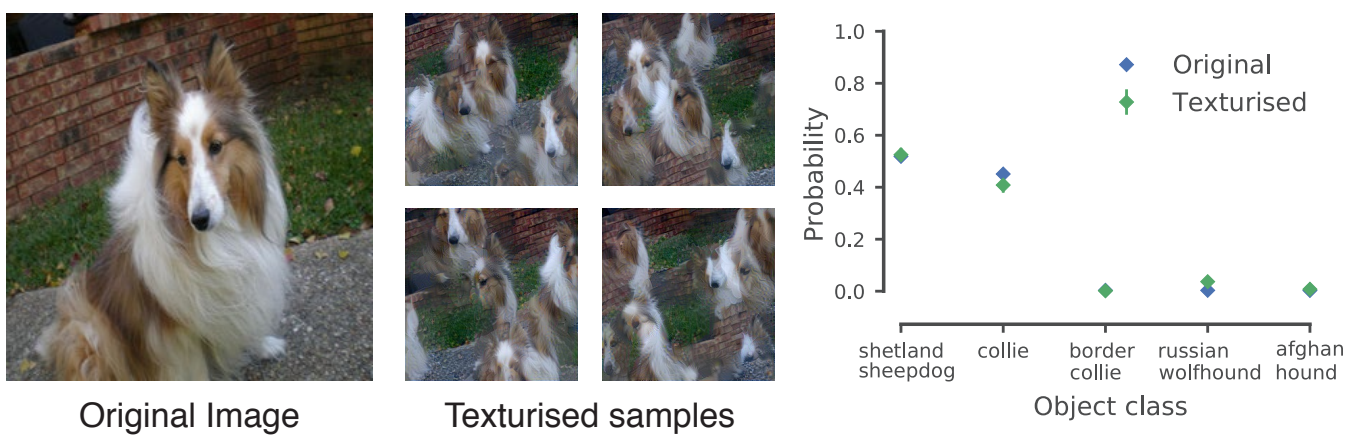 Original Image
Texturised samples
1.0
0.8
0.6
0.4
0.2
0.0
Probability
Original
Texturised
shetland
sheepdog
collie
border
collie
russian
wolfhound
afghan
hound
Object class